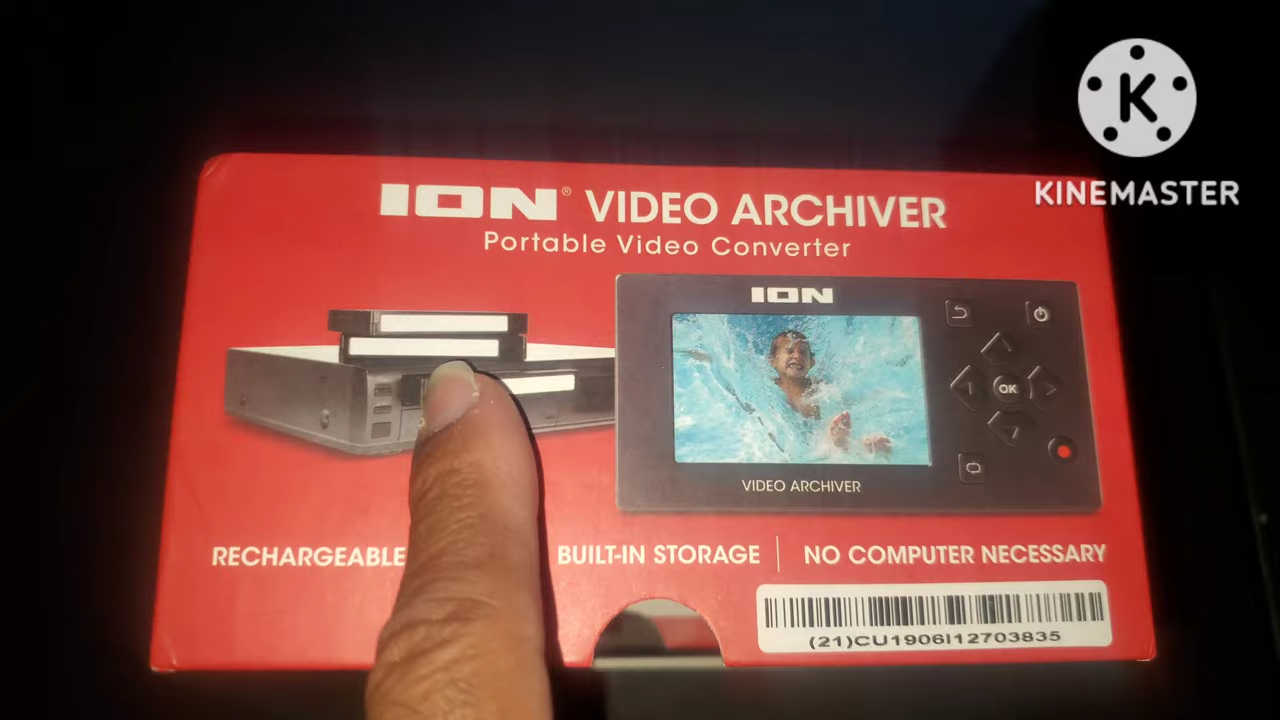 ION® VIDEO ARCHIVER
Portable Video Converter
ION
OK
VIDEO ARCHIVER
RECHARGEABLE
BUILT-IN STORAGE | NO COMPUTER NECESSARY
(21)CU1906I12703835
K
KINEMASTER